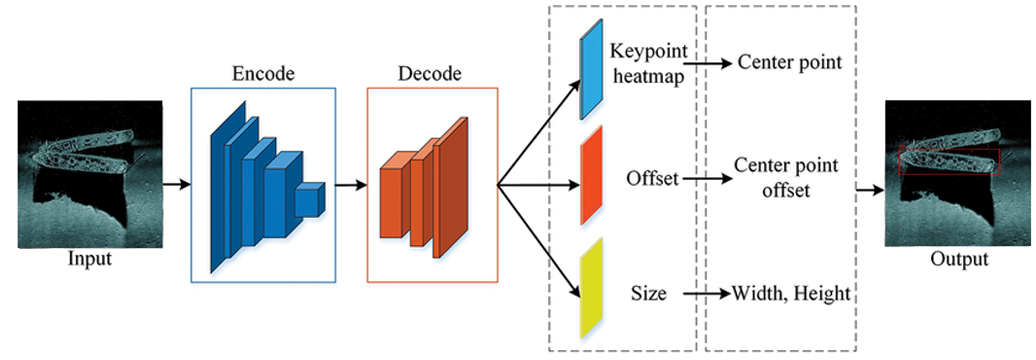 Encode
Decode
Keypoint
heatmap
Center point
Offset
Center point
offset
Size
Width, Height
Input
Output